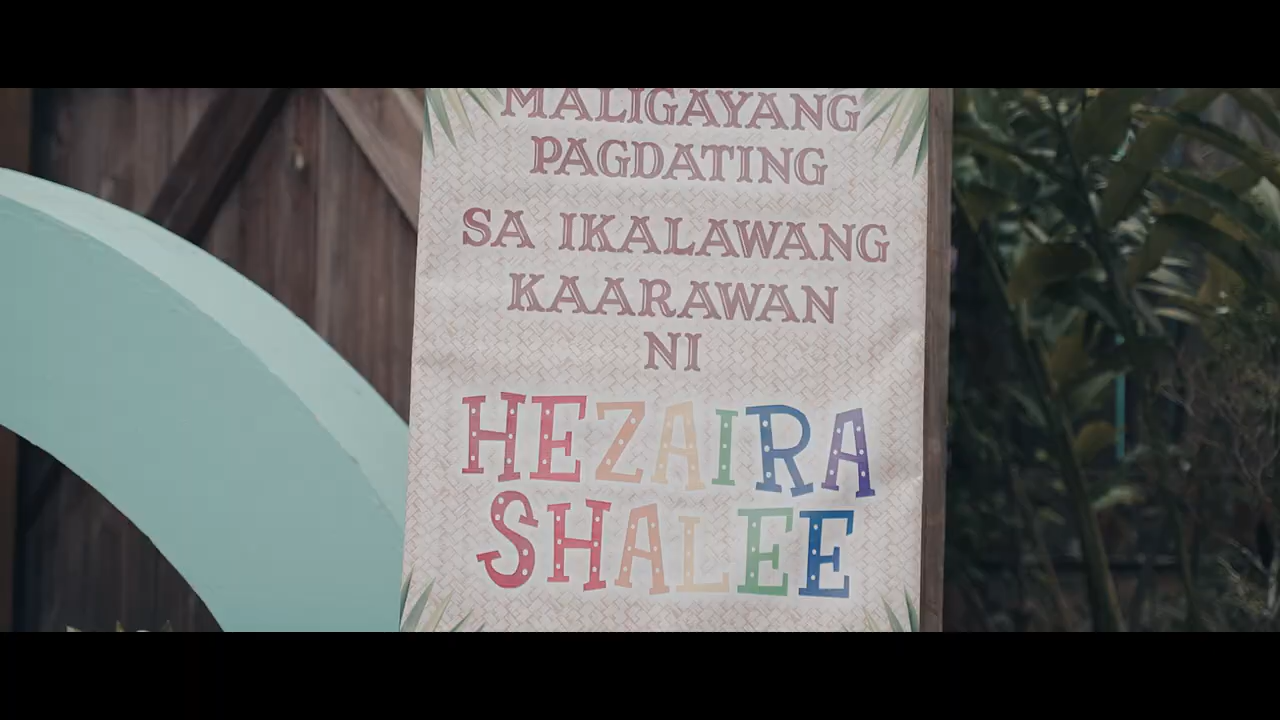 MALIGAYANG
PAGDATING
SA IKALAWANG
KAARAWAN
NI
HEZAIRA
SHALEE